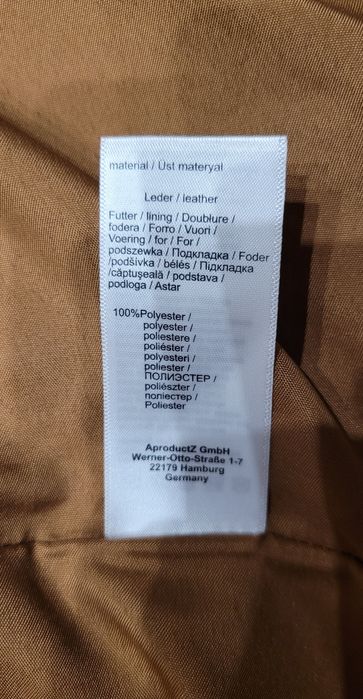 material / Üst materyal
Leder / leather
Futter / lining / Doublure /
fodera / Forro / Vuori /
Voering / for / For /
podszewka / Подкладка / Foder
/podšívka / bélés / Підкладка
/căptușeală / podstava /
podloga / Astar
100%Polyester /
polyester /
poliestere /
poliéster /
polyesteri /
poliester /
ПОЛИЭСТЕР /
poliészter /
поліестер /
Poliester
AproductZ GmbH
Werner-Otto-Straße 1-7
22179 Hamburg
Germany